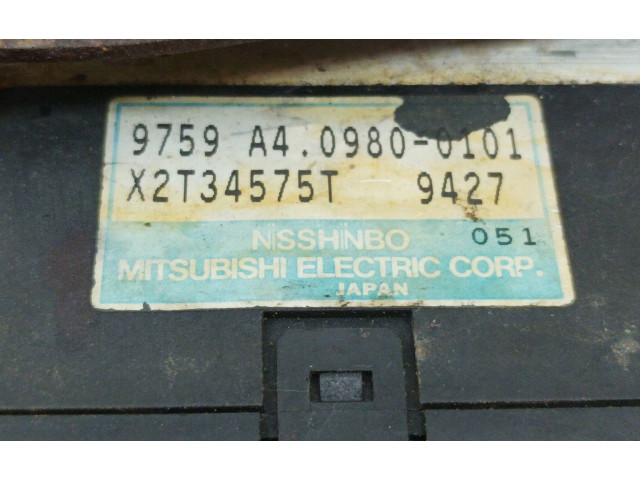 9759 A4.0980-0101
X2T34575T 9427
NISSHINBO 051
MITSUBISHI ELECTRIC CORP.
JAPAN